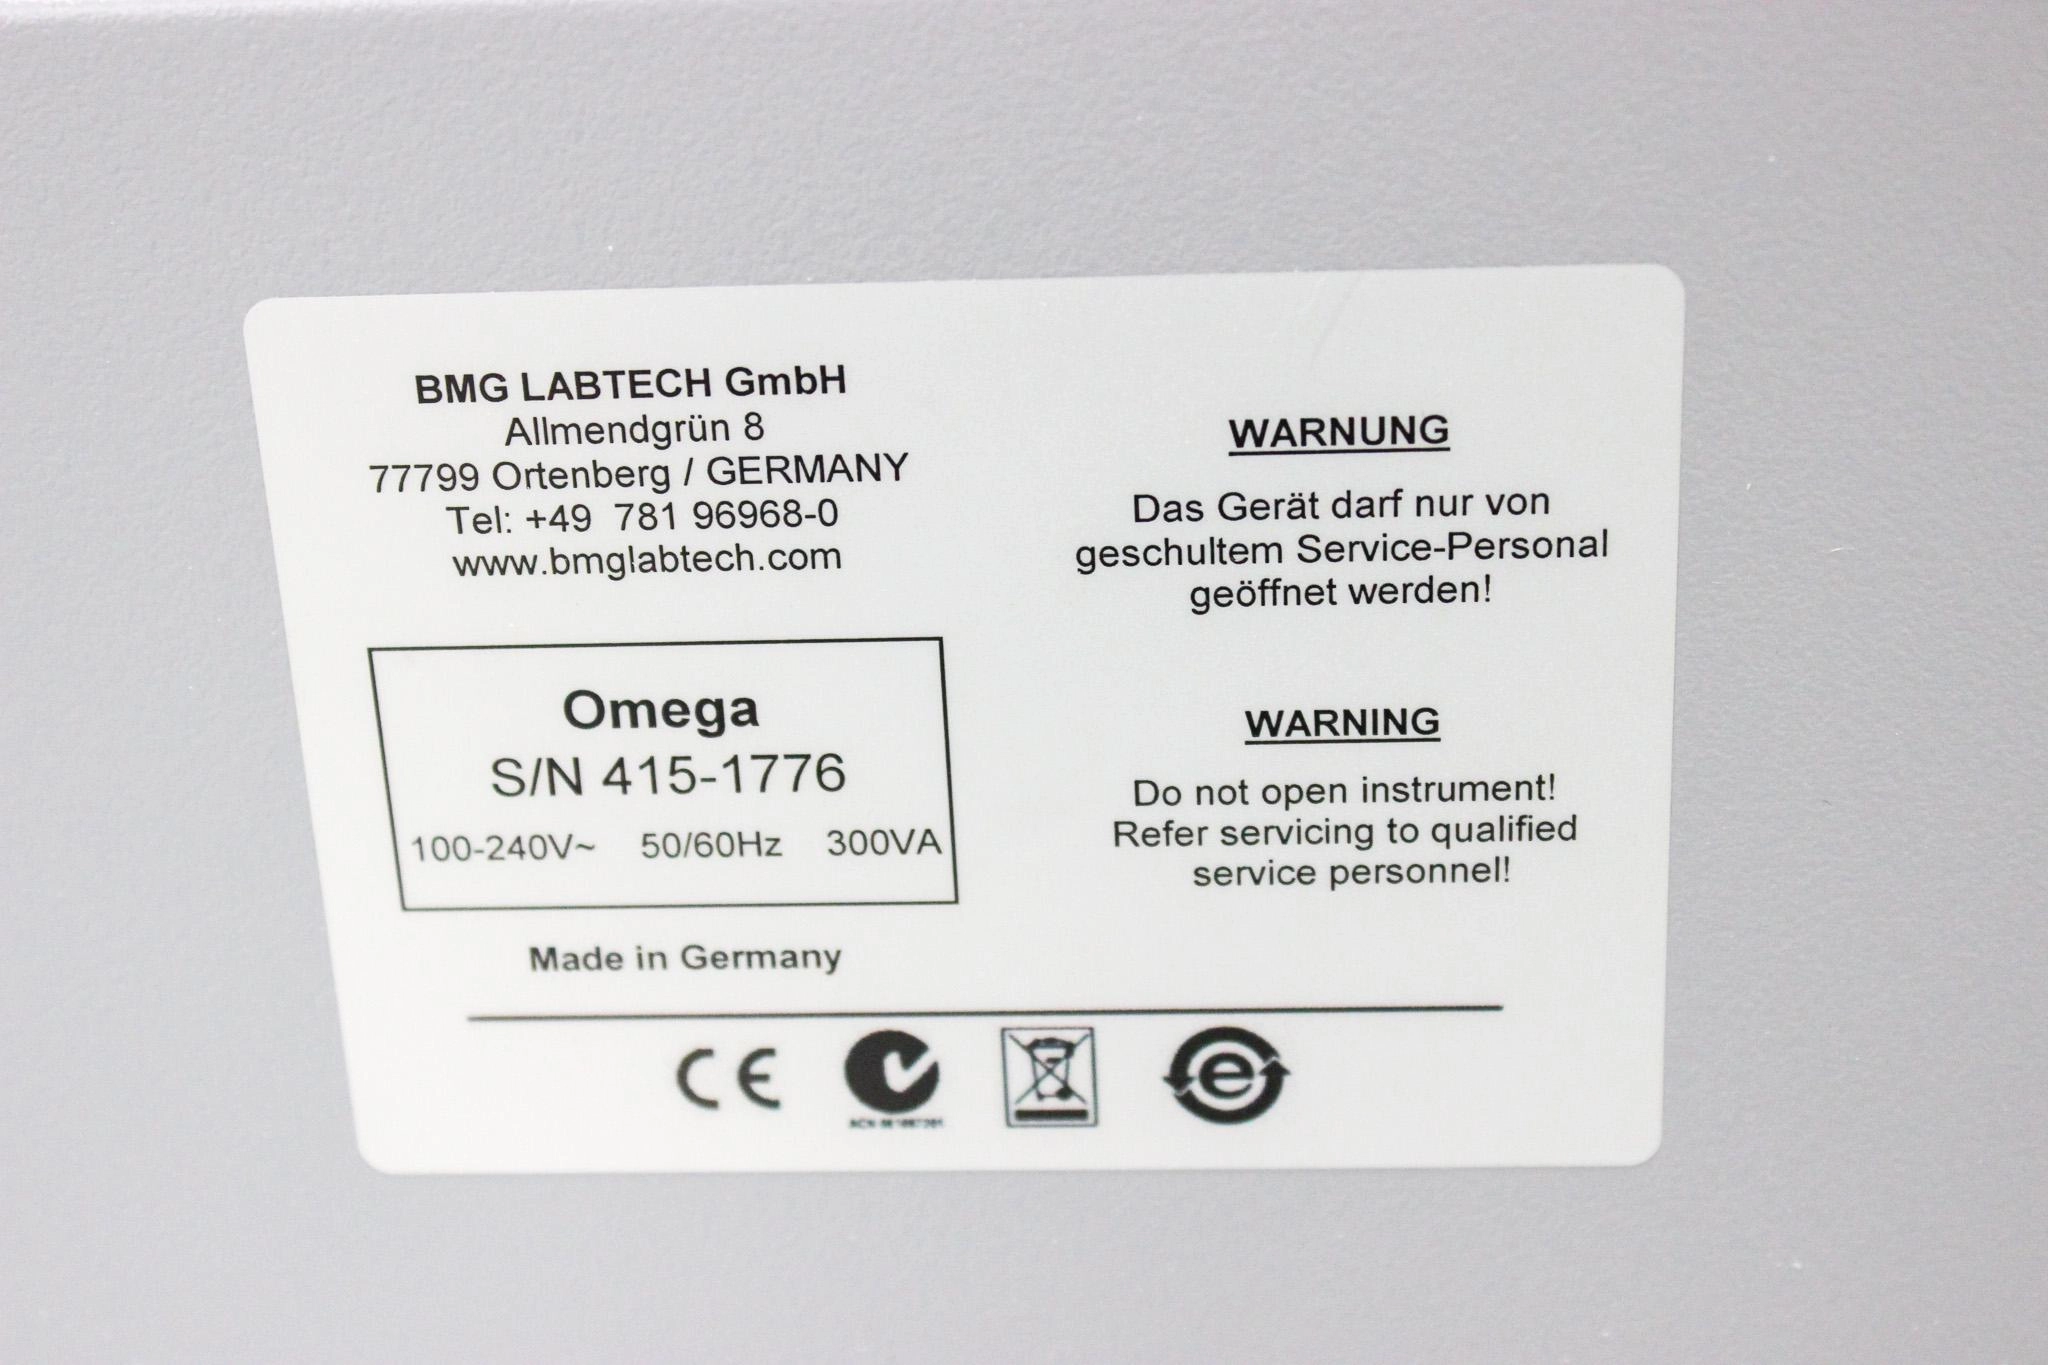 BMG LABTECH GmbH
Allmendgrün 8
77799 Ortenberg / GERMANY
Tel: +49  781 96968-0
www.bmglabtech.com
Omega
S/N 415-1776
100-240V~ 50/60Hz 300VA
Made in Germany
WARNUNG
Das Gerät darf nur von
geschultem Service-Personal
geöffnet werden!
WARNING
Do not open instrument!
Refer servicing to qualified
service personnel!
CE
ACN
e